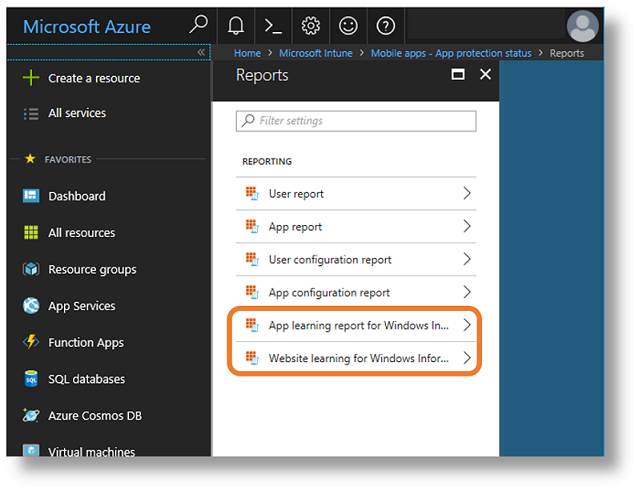 Microsoft Azure
Home > Microsoft Intune > Mobile apps - App protection status > Reports
Create a resource
All services
FAVORITES
Dashboard
All resources
Resource groups
App Services
Function Apps
SQL databases
Azure Cosmos DB
Virtual machines
Reports
Filter settings
REPORTING
User report
App report
User configuration report
App configuration report
App learning report for Windows In...
Website learning for Windows Infor...